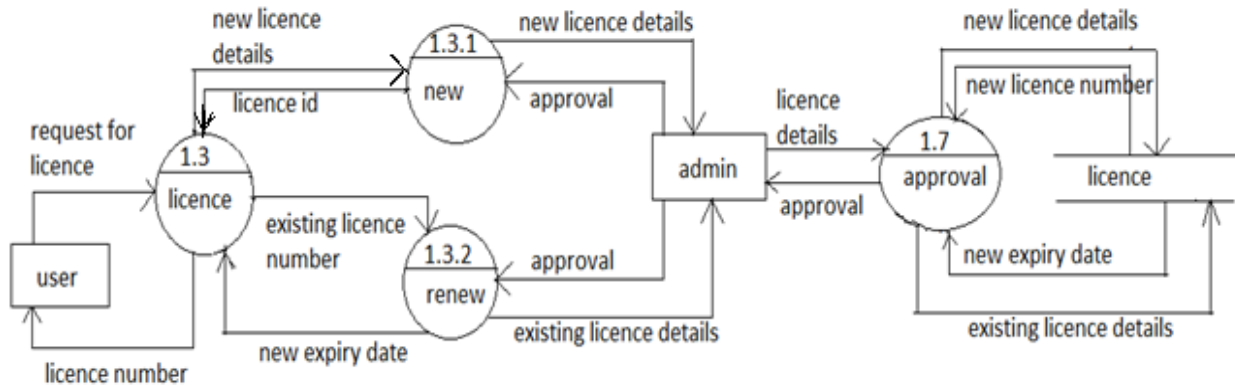 new licence
details
1.3.1
new
licence id
new licence details
approval
new licence details
new licence number
request for
licence
1.3
licence
existing licence
number
licence
details
admin
approval
1.7
approval
licence
user
1.3.2
renew
approval
new expiry date
existing licence details
new expiry date
existing licence details
licence number